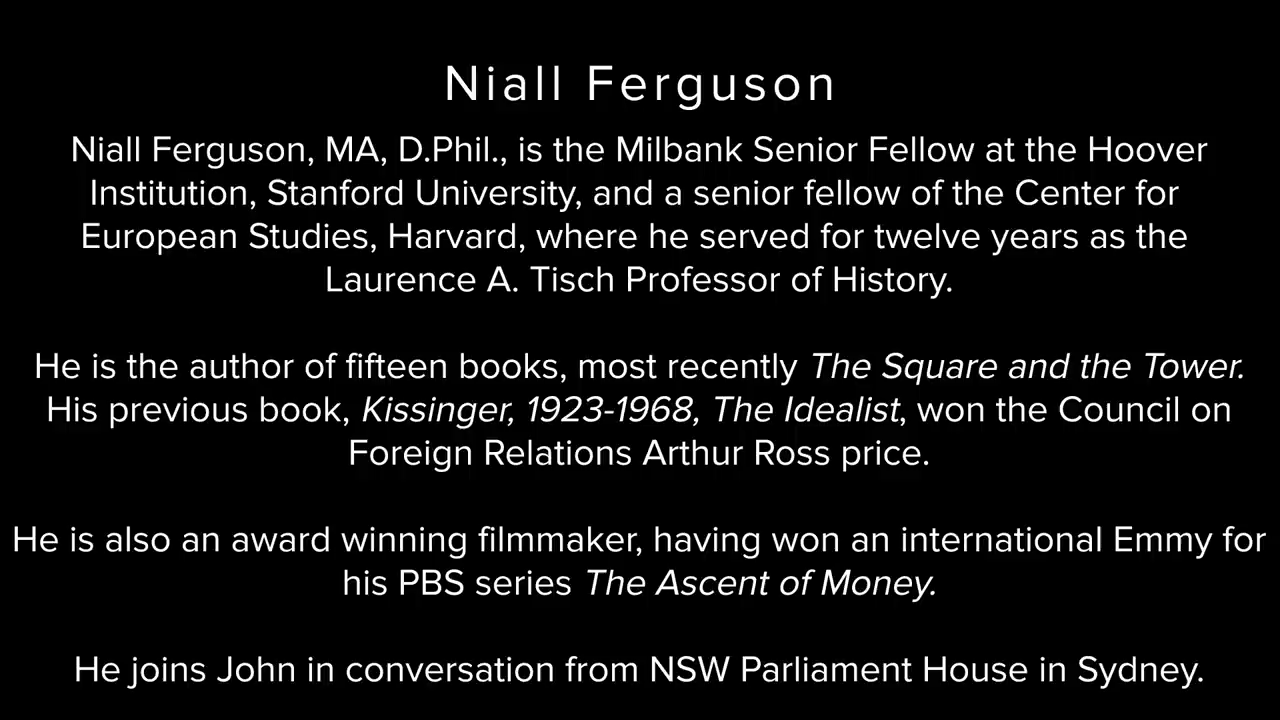 Niall Ferguson
Niall Ferguson, MA, D.Phil., is the Milbank Senior Fellow at the Hoover
Institution, Stanford University, and a senior fellow of the Center for
European Studies, Harvard, where he served for twelve years as the
Laurence A. Tisch Professor of History.
He is the author of fifteen books, most recently The Square and the Tower.
His previous book, Kissinger, 1923-1968, The Idealist, won the Council on
Foreign Relations Arthur Ross price.
He is also an award winning filmmaker, having won an international Emmy for
his PBS series The Ascent of Money.
He joins John in conversation from NSW Parliament House in Sydney.